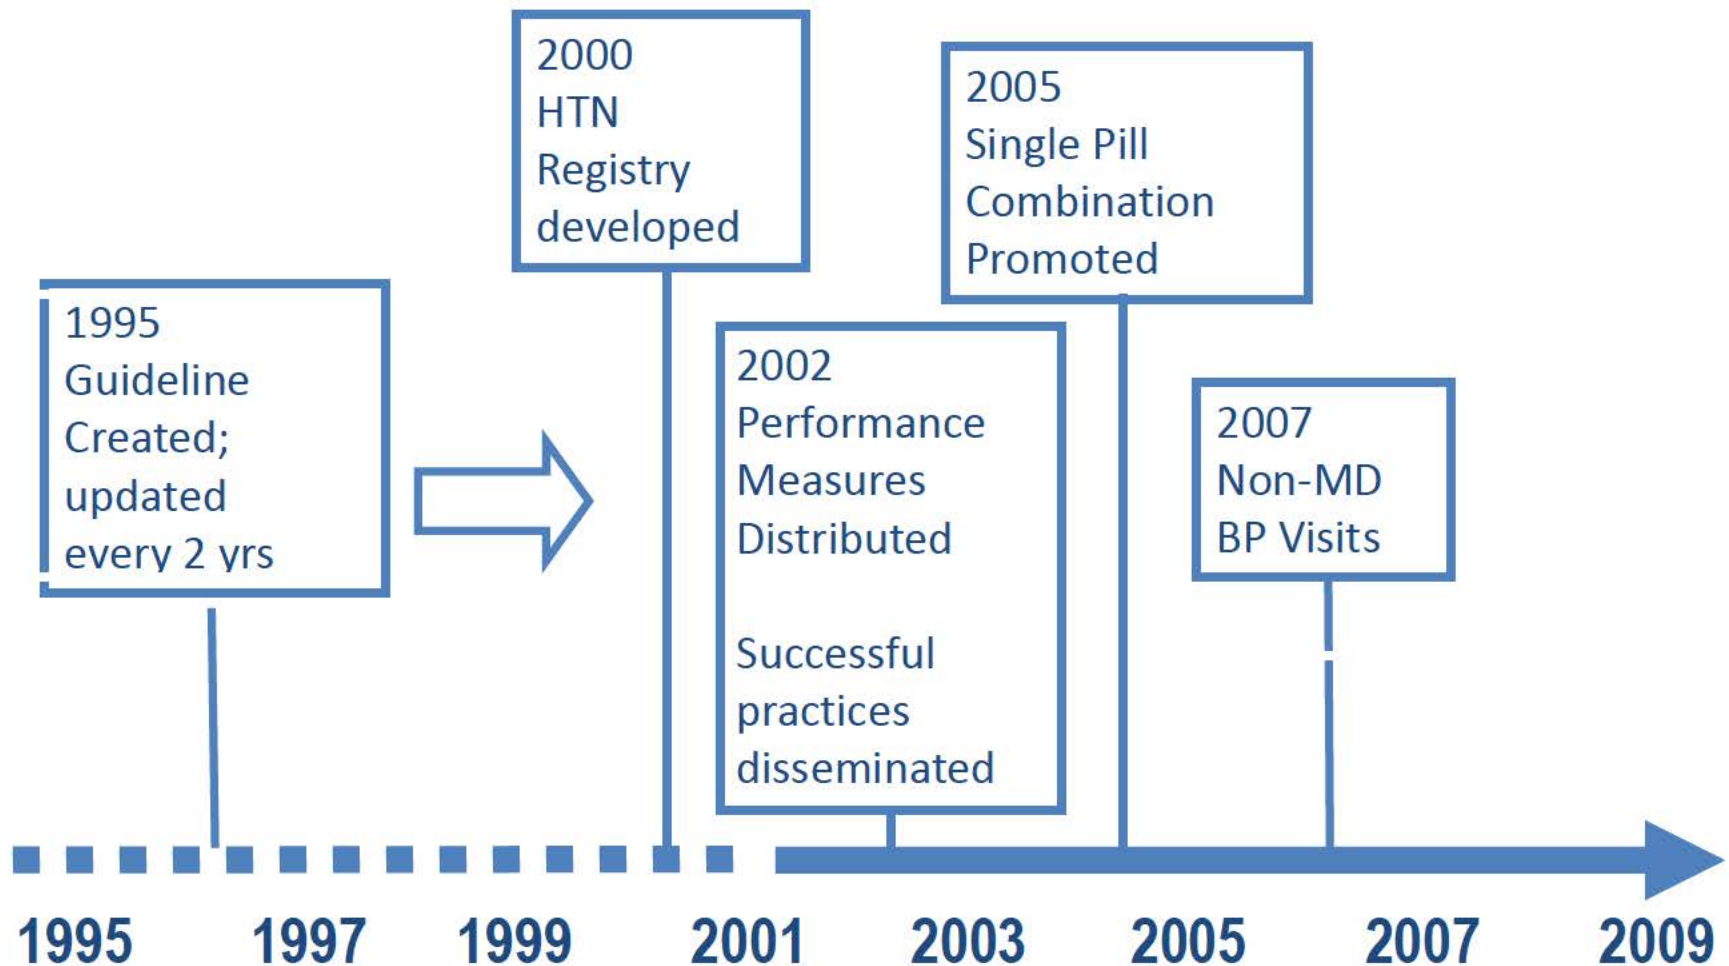 2000
HTN
Registry
developed
2005
Single Pill
Combination
Promoted
1995
Guideline
Created;
updated
every 2 yrs
2002
Performance
Measures
Distributed
Successful
practices
disseminated
2007
Non-MD
BP Visits
1995 1997 1999 2001 2003 2005 2007 2009